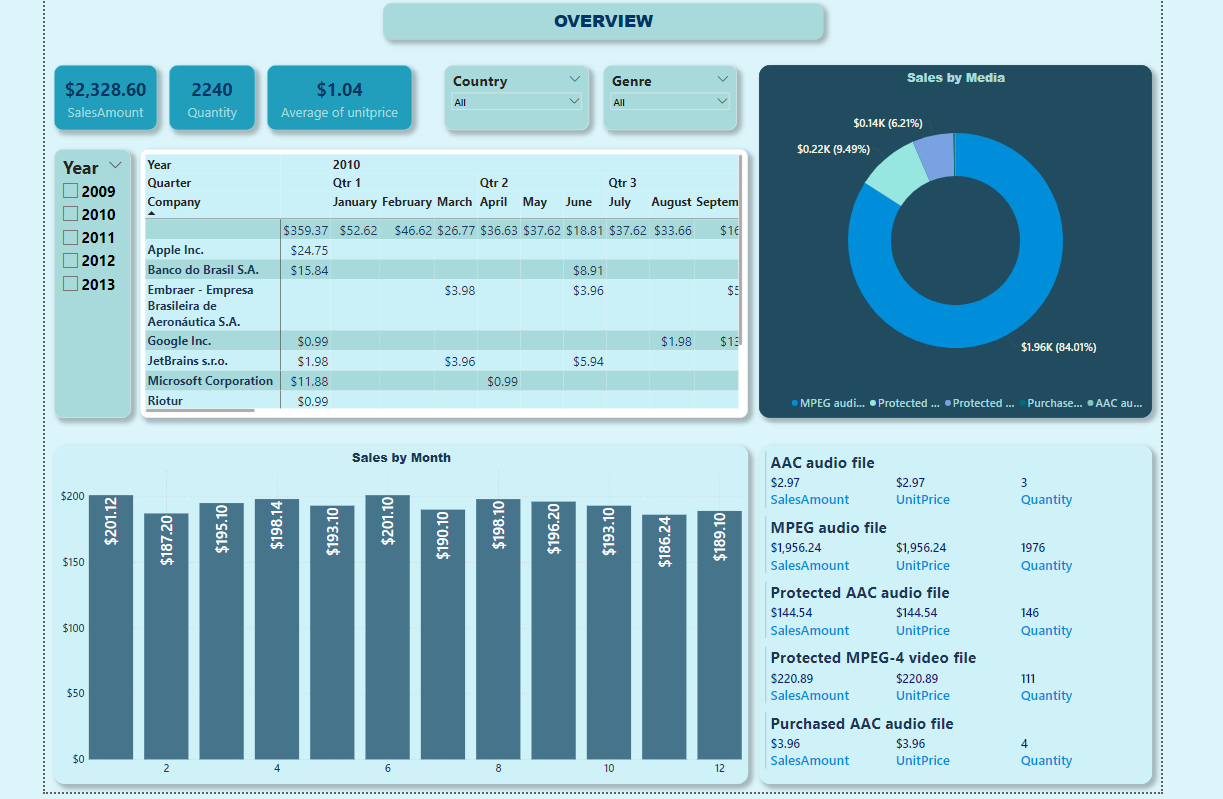 OVERVIEW
$2,328.60
SalesAmount
2240
Quantity
$1.04
Average of unitprice
Country
All
Genre
All
Year
2009
2010
2011
2012
2013
Year 2010
Quarter Qtr 1 Qtr 2 Qtr 3
Company January February March April May June July August Septem
$359.37 $52.62 $46.62 $26.77 $36.63 $37.62 $18.81 $37.62 $33.66 $16
Apple Inc. $24.75
Banco do Brasil S.A. $15.84 $8.91
Embraer - Empresa $3.98 $3.96 $5
Brasileira de
Aeronáutica S.A.
Google Inc. $0.99 $1.98 $13
JetBrains s.r.o. $1.98 $3.96 $5.94
Microsoft Corporation $11.88 $0.99
Riotur $0.99
Sales by Media
$0.14K (6.21%)
$0.22K (9.49%)
$1.96K (84.01%)
MPEG audi... Protected ... Protected ... Purchase... AAC au...
Sales by Month
$200
$150
$100
$50
$0
$201.12 $187.20 $195.10 $198.14 $193.10 $201.10 $190.10 $198.10 $196.20 $193.10 $186.24 $189.10
2 4 6 8 10 12
AAC audio file
$2.97 $2.97 3
SalesAmount UnitPrice Quantity
MPEG audio file
$1,956.24 $1,956.24 1976
SalesAmount UnitPrice Quantity
Protected AAC audio file
$144.54 $144.54 146
SalesAmount UnitPrice Quantity
Protected MPEG-4 video file
$220.89 $220.89 111
SalesAmount UnitPrice Quantity
Purchased AAC audio file
$3.96 $3.96 4
SalesAmount UnitPrice Quantity